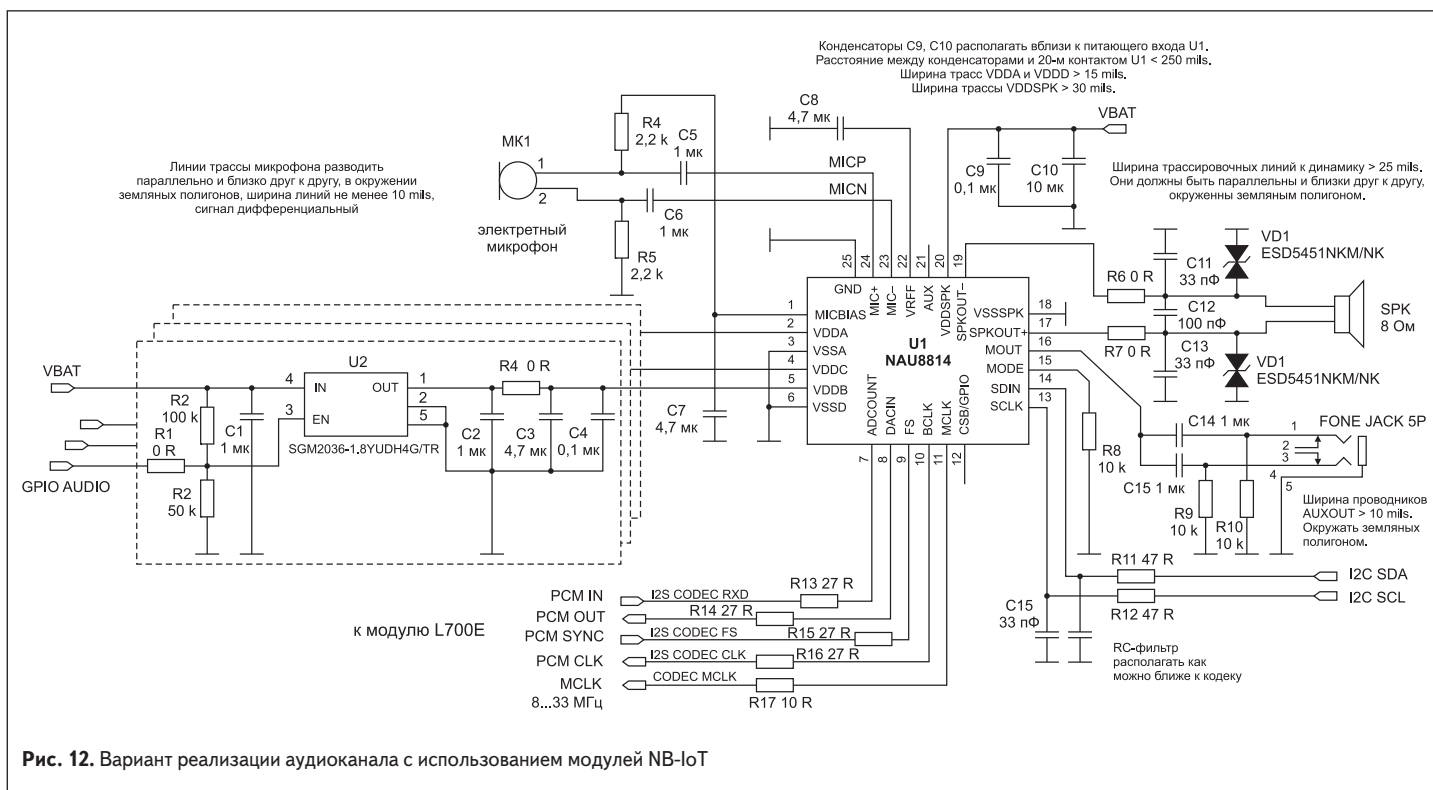 Конденсаторы C9, C10 располагать вблизи к питающего входа U1.
Расстояние между конденсаторами и 20-м контактом U1 < 250 mils.
Ширина трасс VDDA и VDDD > 15 mils.
Ширина трассы VDDSPK > 30 mils.
C8
4,7 мк
VBAT
R4
2,2 k
C5
1 мк
МК1
1
2
MICP
MICN
C9
0,1 мк
C10
10 мк
Линии трассы микрофона разводить
параллельно и близко друг к другу, в окружении
земляных полигонов, ширина линий не менее 10 mils,
сигнал дифференциальный
Ширина трассировочных линий к динамику > 25 mils.
Они должны быть параллельны и близки друг к другу,
окруженны земляным полигоном.
C6
1 мк
электретный
микрофон
R5
2,2 k
VD1
ESD5451NKM/NK
C11
33 пФ
R6 0 R
C12
100 пФ
SPK
8 Ом
R7 0 R
C13
33 пФ
VD1
ESD5451NKM/NK
25
24
23
22
21
20
19
GND
MIC+
MIC–
VRFF
AUX
VDDSPK
SPKOUT–
1
2
3
4
5
6
MICBIAS
VDDA
VSSA
VDDC
VDDB
VSSD
U1
NAU8814
VSSSPK
SPKOUT+
MOUT
MODE
SDIN
SCLK
18
17
16
15
14
13
ADCOUNT
DACIN
FS
BCLK
MCLK
CSB/GPIO
7
8
9
10
11
12
VBAT
U2
4
IN
OUT
1
2
5
3
EN
SGM2036-1.8YUDH4G/TR
R4 0 R
R2
100 k
R1
0 R
C1
1 мк
C2
1 мк
C3
4,7 мк
C4
0,1 мк
GPIO AUDIO
R2
50 k
C7
4,7 мк
R8
10 k
C14 1 мк
C15 1 мк
FONE JACK 5P
1
2
3
4
5
R9
10 k
R10
10 k
Ширина проводников
AUXOUT > 10 mils.
Окружать земляных
полигоном.
R11 47 R
I2C SDA
R12 47 R
I2C SCL
C15
33 пФ
RC-фильтр
располагать как
можно ближе к кодеку
к модулю L700E
PCM IN
I2S CODEC RXD
R13 27 R
PCM OUT
R14 27 R
PCM SYNC
I2S CODEC FS
R15 27 R
PCM CLK
I2S CODEC CLK
R16 27 R
MCLK
CODEC MCLK
8...33 МГц
R17 10 R
Рис. 12. Вариант реализации аудиоканала с использованием модулей NB-IoT